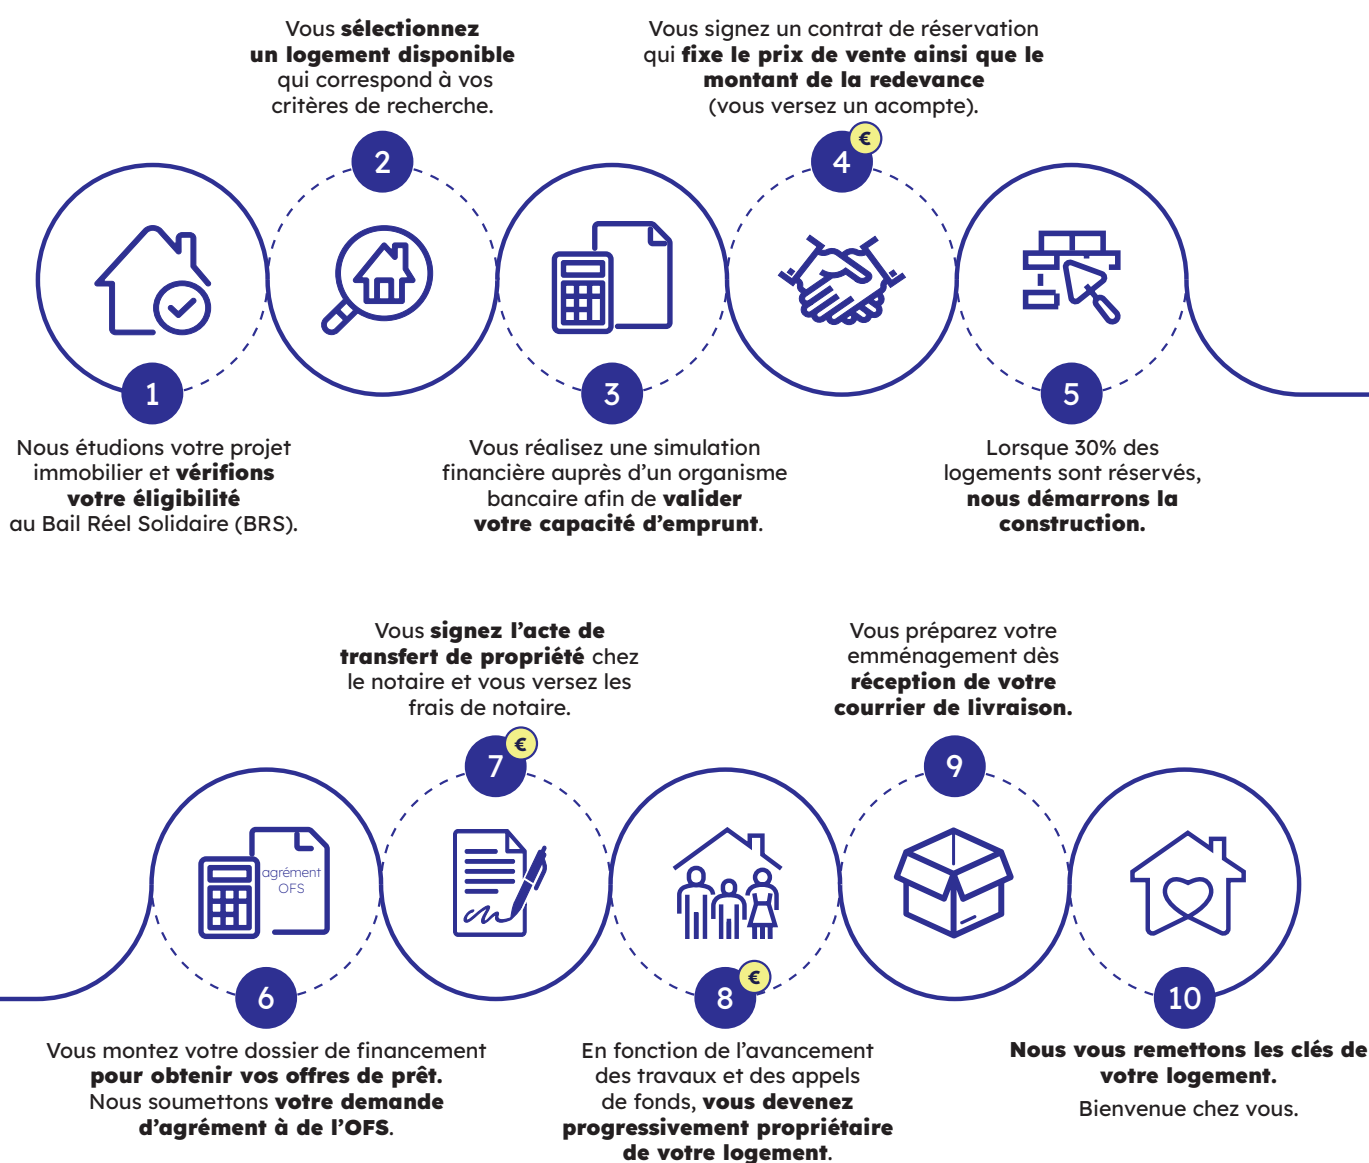 Vous sélectionnez
un logement disponible
qui correspond à vos
critères de recherche.
Vous signez un contrat de réservation
qui fixe le prix de vente ainsi que le
montant de la redevance
(vous versez un acompte).
2
4
€
1
Nous étudions votre projet
immobilier et vérifions
votre éligibilité
au Bail Réel Solidaire (BRS).
3
Vous réalisez une simulation
financière auprès d’un organisme
bancaire afin de valider
votre capacité d’emprunt.
5
Lorsque 30% des
logements sont réservés,
nous démarrons la
construction.
Vous signez l’acte de
transfert de propriété chez
le notaire et vous versez les
frais de notaire.
7
€
Vous préparez votre
emménagement dès
réception de votre
courrier de livraison.
9
agrément
OFS
6
Vous montez votre dossier de financement
pour obtenir vos offres de prêt.
Nous soumettons votre demande
d’agrément à de l’OFS.
8
€
En fonction de l’avancement
des travaux et des appels
de fonds, vous devenez
progressivement propriétaire
de votre logement.
10
Nous vous remettons les clés de
votre logement.
Bienvenue chez vous.